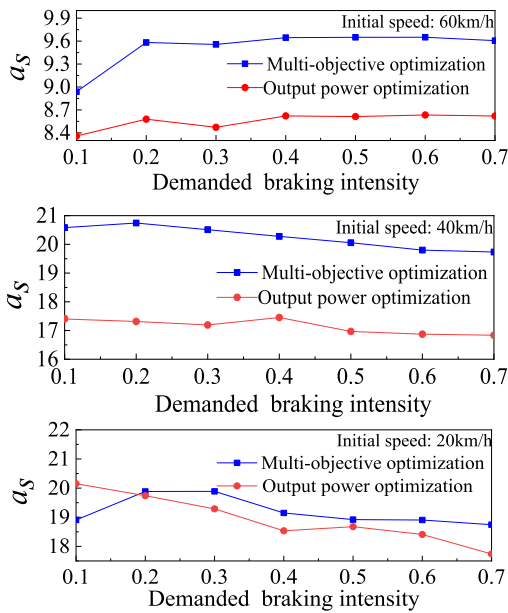 9.9
Initial speed: 60km/h
9.6
9.3
Multi-objective optimization
9.0
Output power optimization
8.7
8.4
a_s
0.1 0.2 0.3 0.4 0.5 0.6 0.7
Demanded braking intensity
21
Initial speed: 40km/h
20
19
Multi-objective optimization
18
Output power optimization
17
16
a_s
0.1 0.2 0.3 0.4 0.5 0.6 0.7
Demanded braking intensity
22
Initial speed: 20km/h
21
Multi-objective optimization
20
Output power optimization
19
18
a_s
0.1 0.2 0.3 0.4 0.5 0.6 0.7
Demanded braking intensity